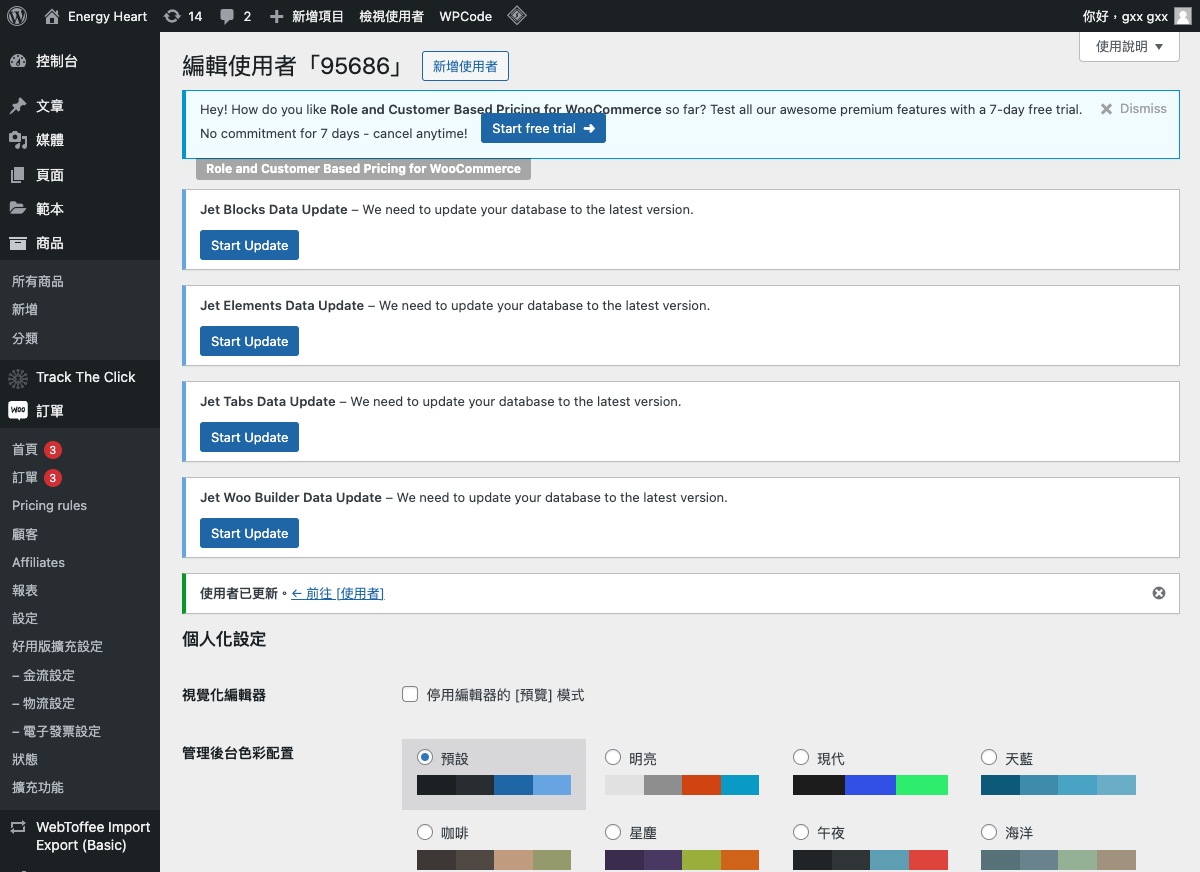 Energy Heart 14 2 新增項目 檢視使用者 WPCode 你好，gxx gxx
使用說明
控制台
文章
媒體
頁面
範本
商品
所有商品
新增
分類
Track The Click
訂單
首頁 3
訂單 3
Pricing rules
顧客
Affiliates
報表
設定
好用版擴充設定
– 金流設定
– 物流設定
– 電子發票設定
狀態
擴充功能
WebToffee Import
Export (Basic)
編輯使用者「95686」 新增使用者
Hey! How do you like Role and Customer Based Pricing for WooCommerce so far? Test all our awesome premium features with a 7-day free trial.
Dismiss
No commitment for 7 days - cancel anytime! Start free trial ➜
Role and Customer Based Pricing for WooCommerce
Jet Blocks Data Update – We need to update your database to the latest version.
Start Update
Jet Elements Data Update – We need to update your database to the latest version.
Start Update
Jet Tabs Data Update – We need to update your database to the latest version.
Start Update
Jet Woo Builder Data Update – We need to update your database to the latest version.
Start Update
使用者已更新。← 前往 [使用者]
個人化設定
視覺化編輯器 停用編輯器的 [預覽] 模式
管理後台色彩配置 預設 明亮 現代 天藍
咖啡 星塵 午夜 海洋